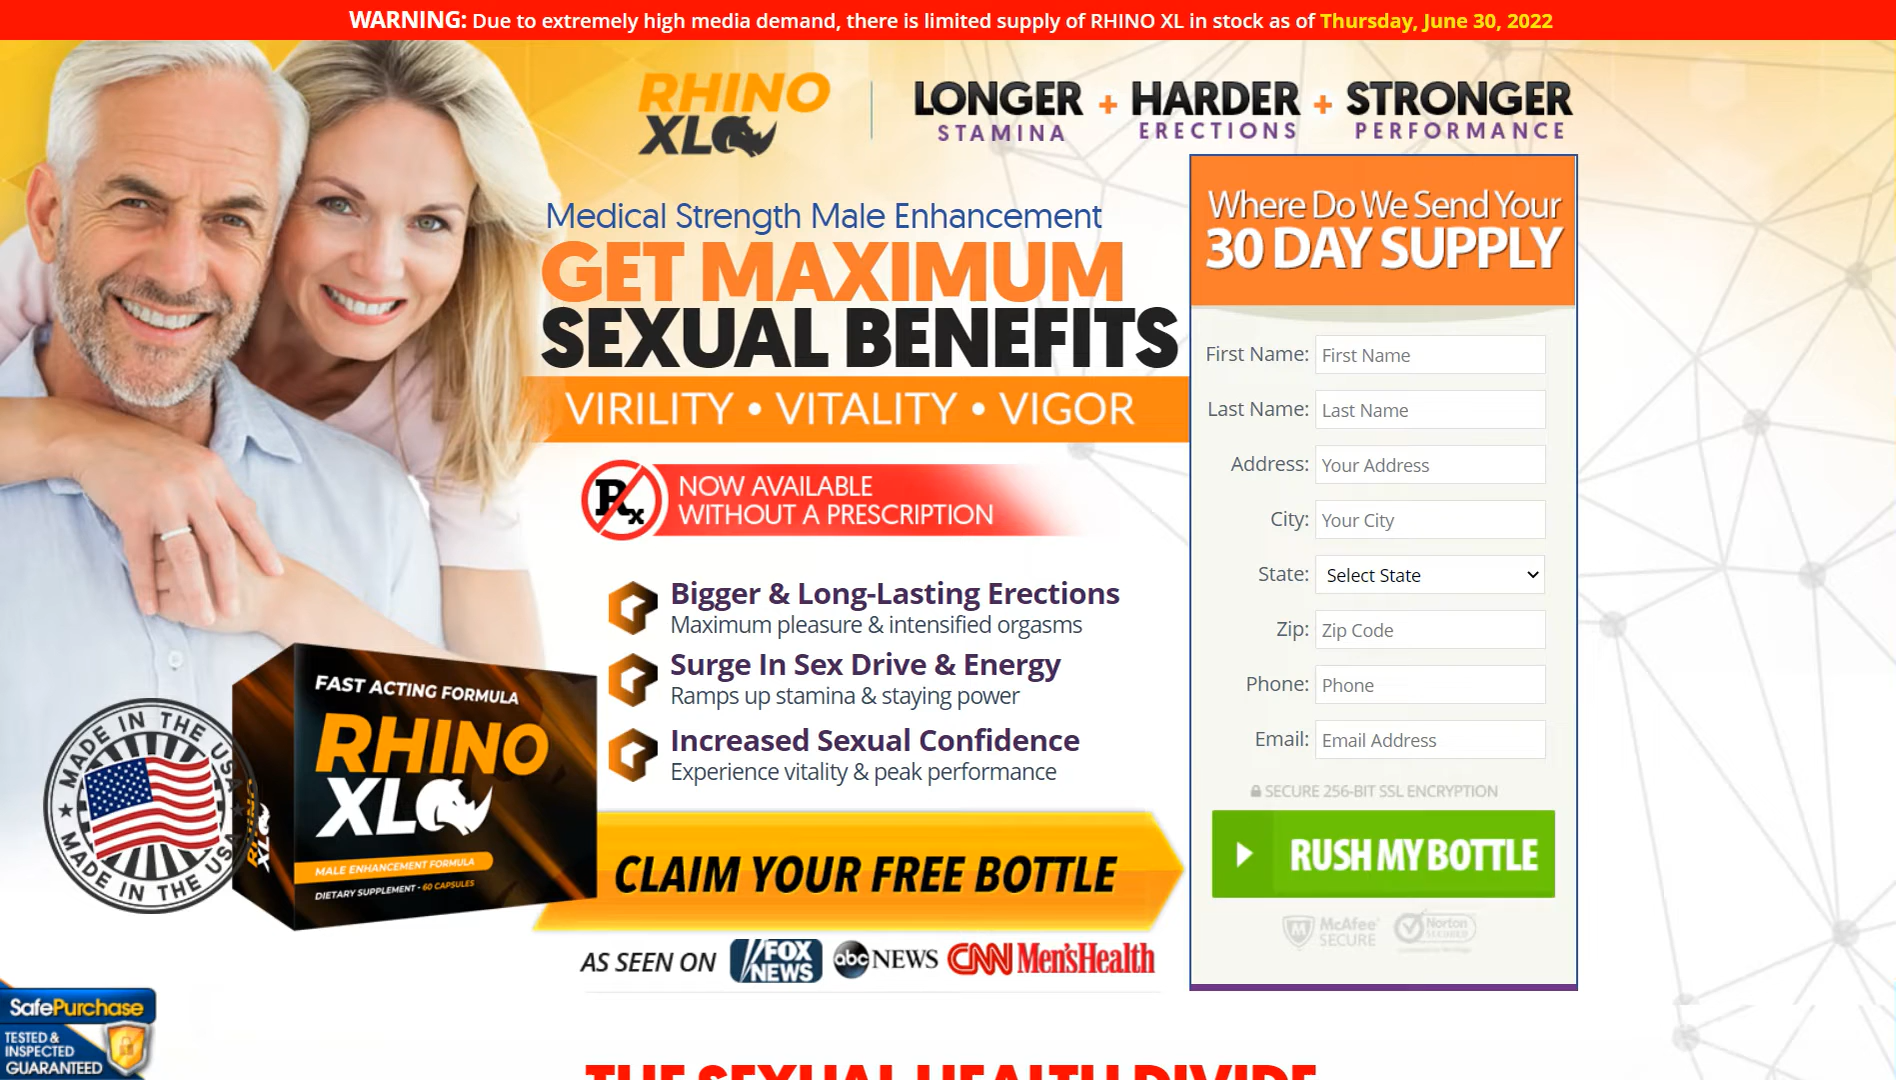 WARNING: Due to extremely high media demand, there is limited supply of RHINO XL in stock as of Thursday, June 30, 2022
RHINO
XL
LONGER + HARDER + STRONGER
STAMINA ERECTIONS PERFORMANCE
Medical Strength Male Enhancement
GET MAXIMUM
SEXUAL BENEFITS
VIRILITY • VITALITY • VIGOR
Rx
NOW AVAILABLE
WITHOUT A PRESCRIPTION
Bigger & Long-Lasting Erections
Maximum pleasure & intensified orgasms
Surge In Sex Drive & Energy
Ramps up stamina & staying power
Increased Sexual Confidence
Experience vitality & peak performance
MADE IN THE USA
MADE IN THE USA
RHINO
XL
FAST ACTING FORMULA
RHINO
XL
MALE ENHANCEMENT FORMULA
DIETARY SUPPLEMENT - 60 CAPSULES
CLAIM YOUR FREE BOTTLE
AS SEEN ON FOX NEWS abc NEWS CNN Men'sHealth
Where Do We Send Your
30 DAY SUPPLY
First Name: First Name
Last Name: Last Name
Address: Your Address
City: Your City
State: Select State
Zip: Zip Code
Phone: Phone
Email: Email Address
SECURE 256-BIT SSL ENCRYPTION
RUSH MY BOTTLE
McAfee
SECURE
Norton
SECURED
SafePurchase
TESTED &
INSPECTED
GUARANTEED
THE SEXUAL HEALTH DIVIDE